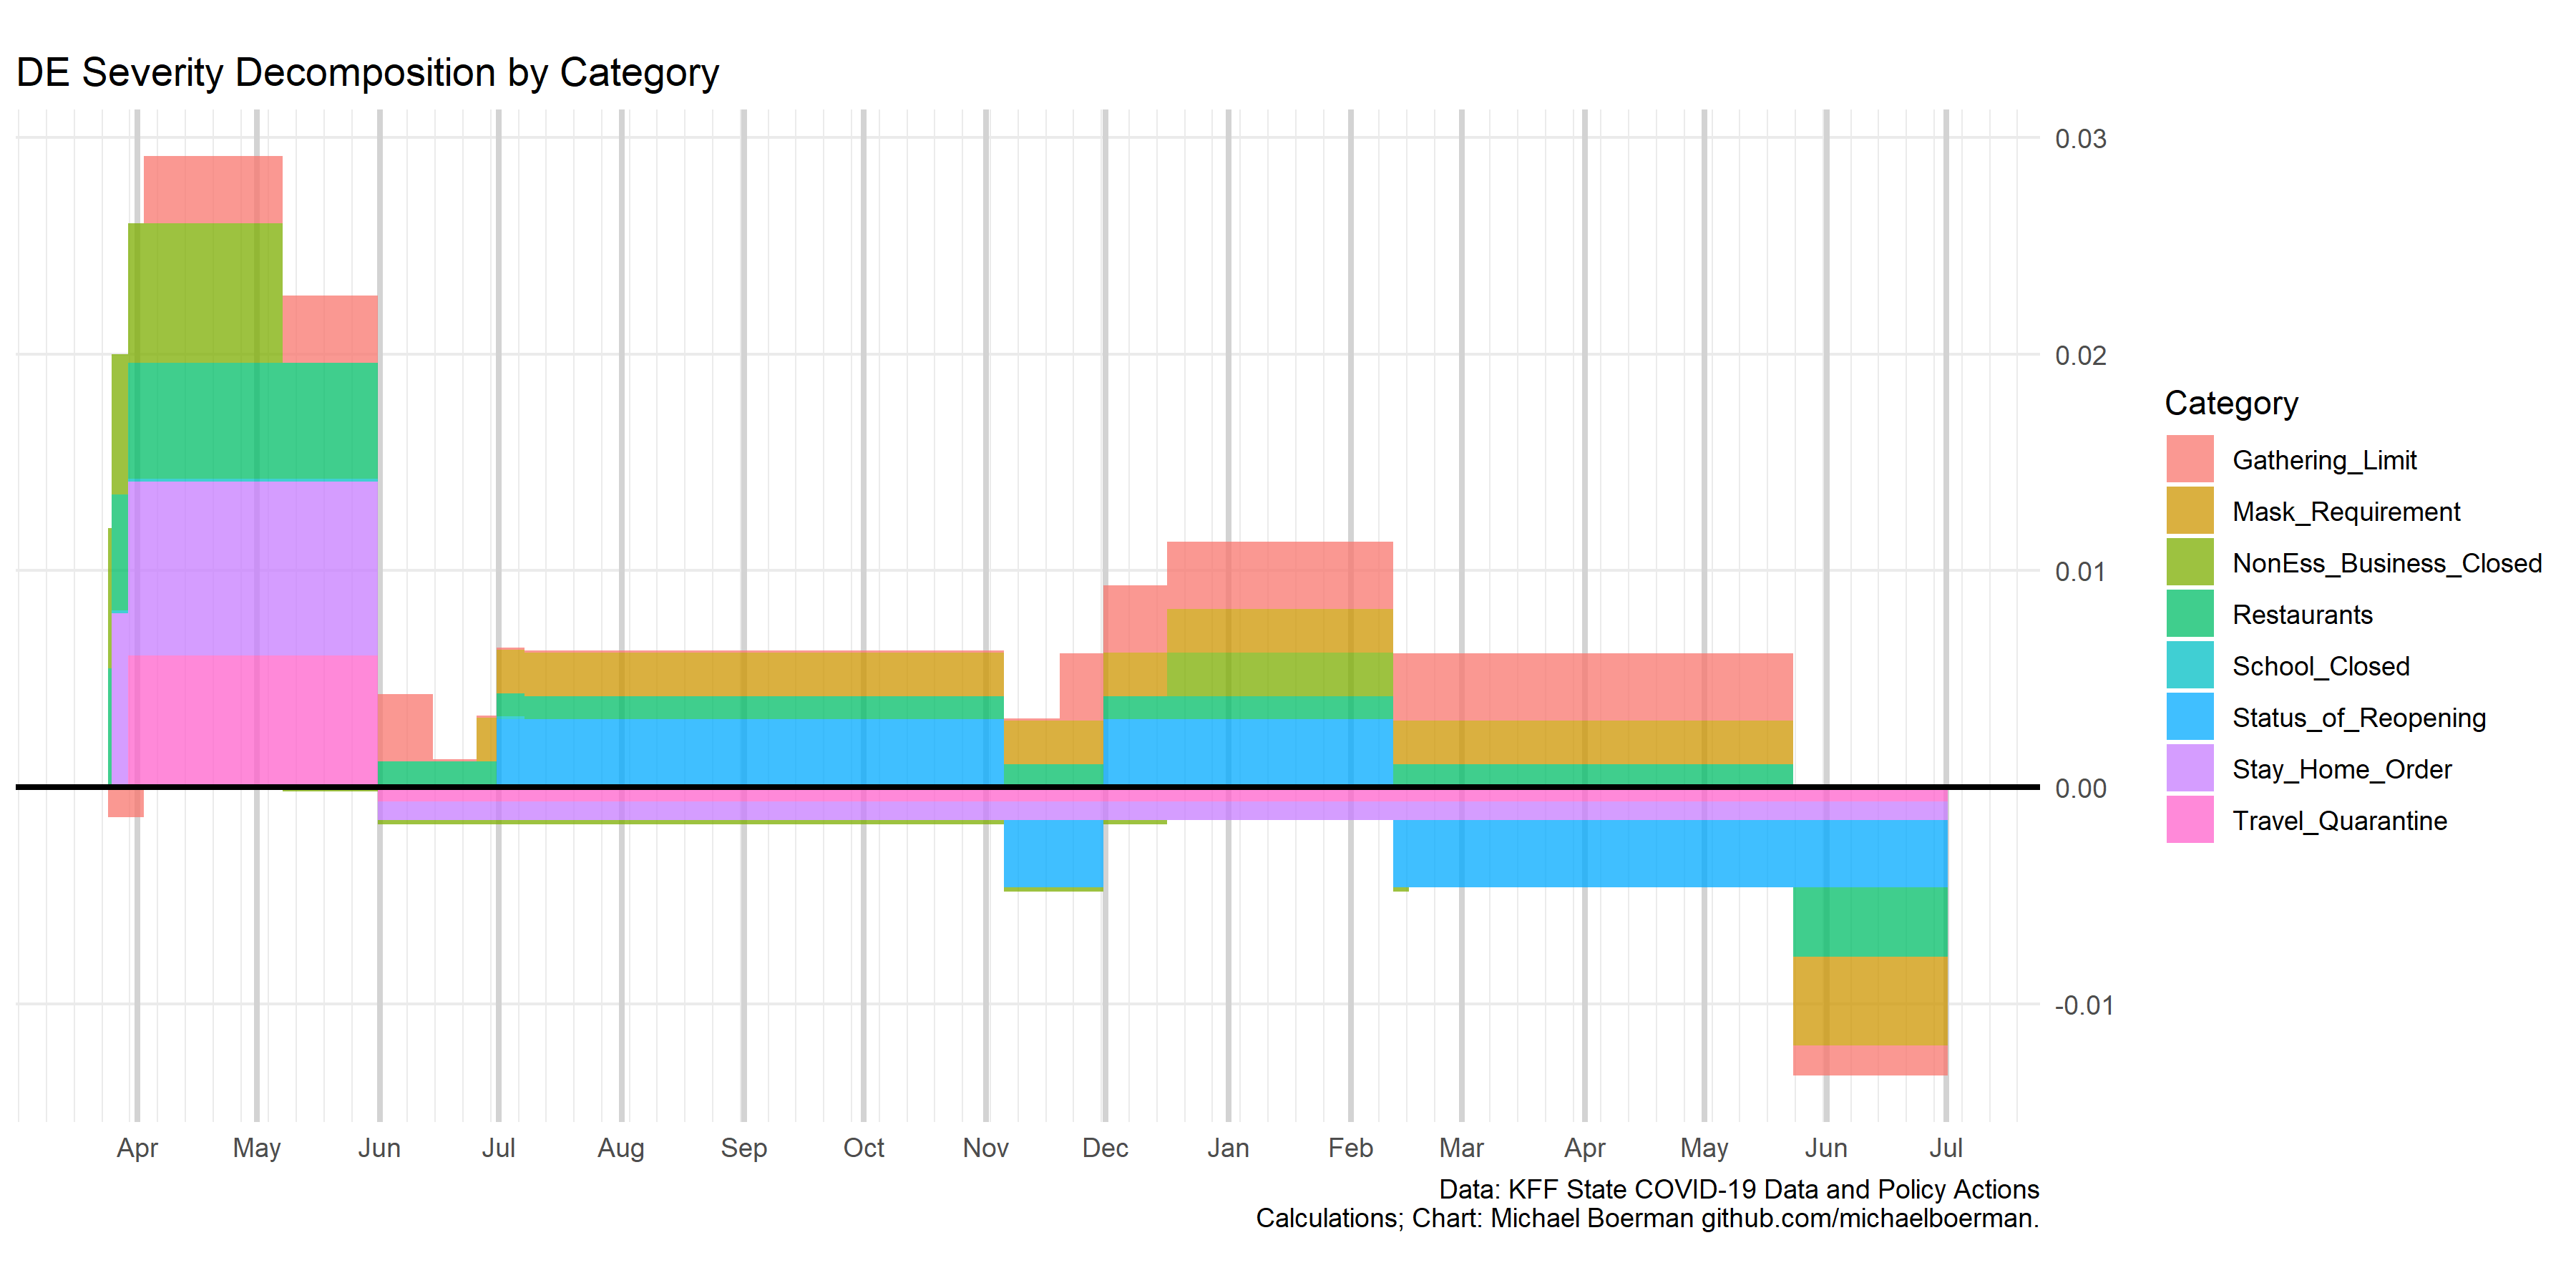 DE Severity Decomposition by Category
0.03
0.02
0.01
0.00
-0.01
Apr May Jun Jul Aug Sep Oct Nov Dec Jan Feb Mar Apr May Jun Jul
Data: KFF State COVID-19 Data and Policy Actions
Calculations; Chart: Michael Boerman github.com/michaelboerman.
Category
Gathering_Limit
Mask_Requirement
NonEss_Business_Closed
Restaurants
School_Closed
Status_of_Reopening
Stay_Home_Order
Travel_Quarantine